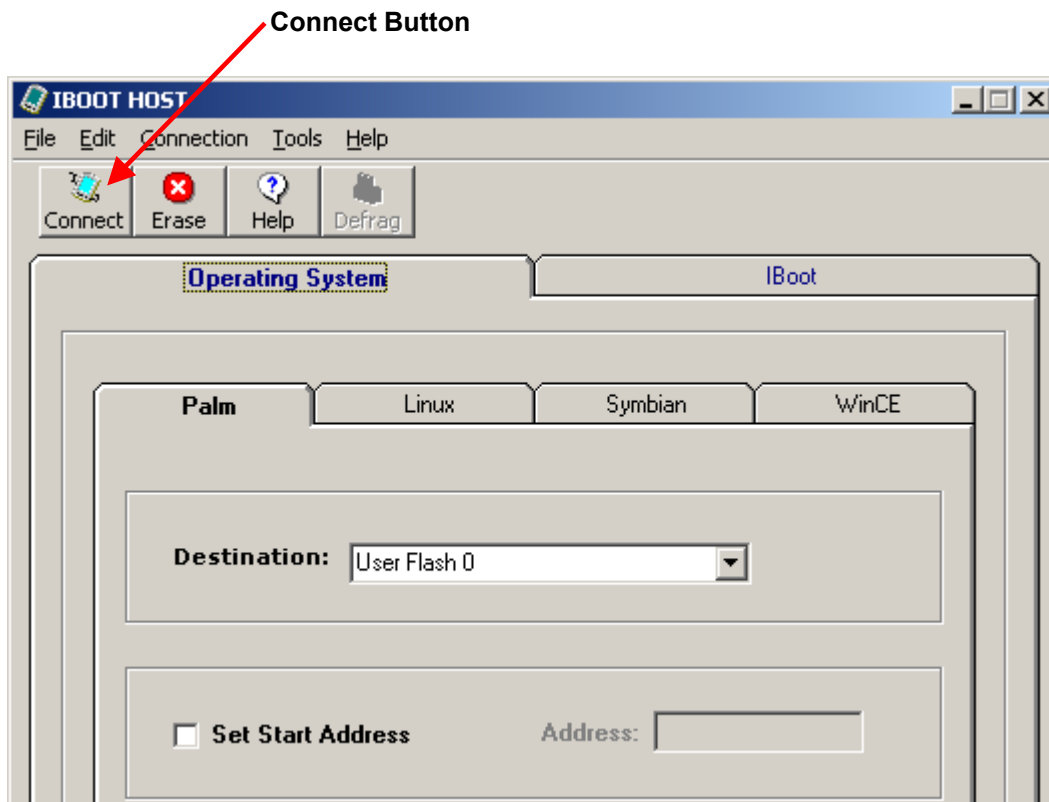 Connect Button
IBOOT HOST
File Edit Connection Tools Help
Connect Erase Help Defrag
Operating System IBoot
Palm Linux Symbian WinCE
Destination: User Flash 0
Set Start Address Address: